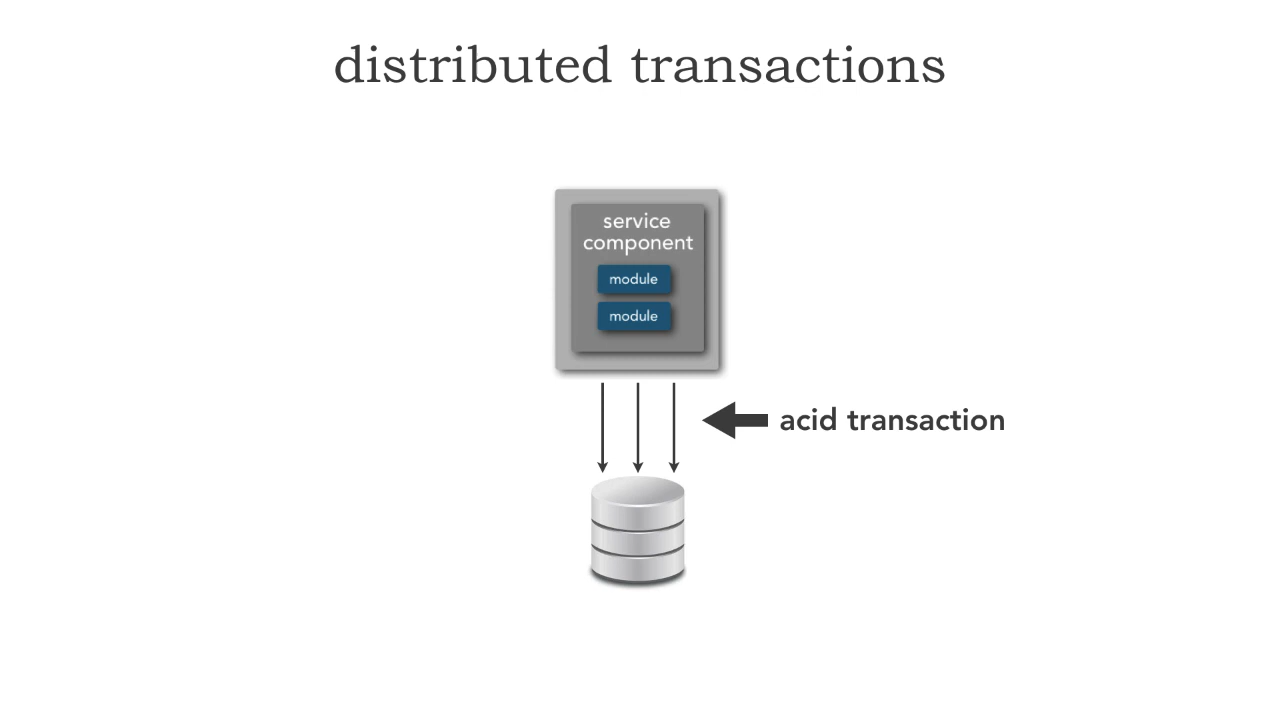 distributed transactions
service
component
module
module
acid transaction